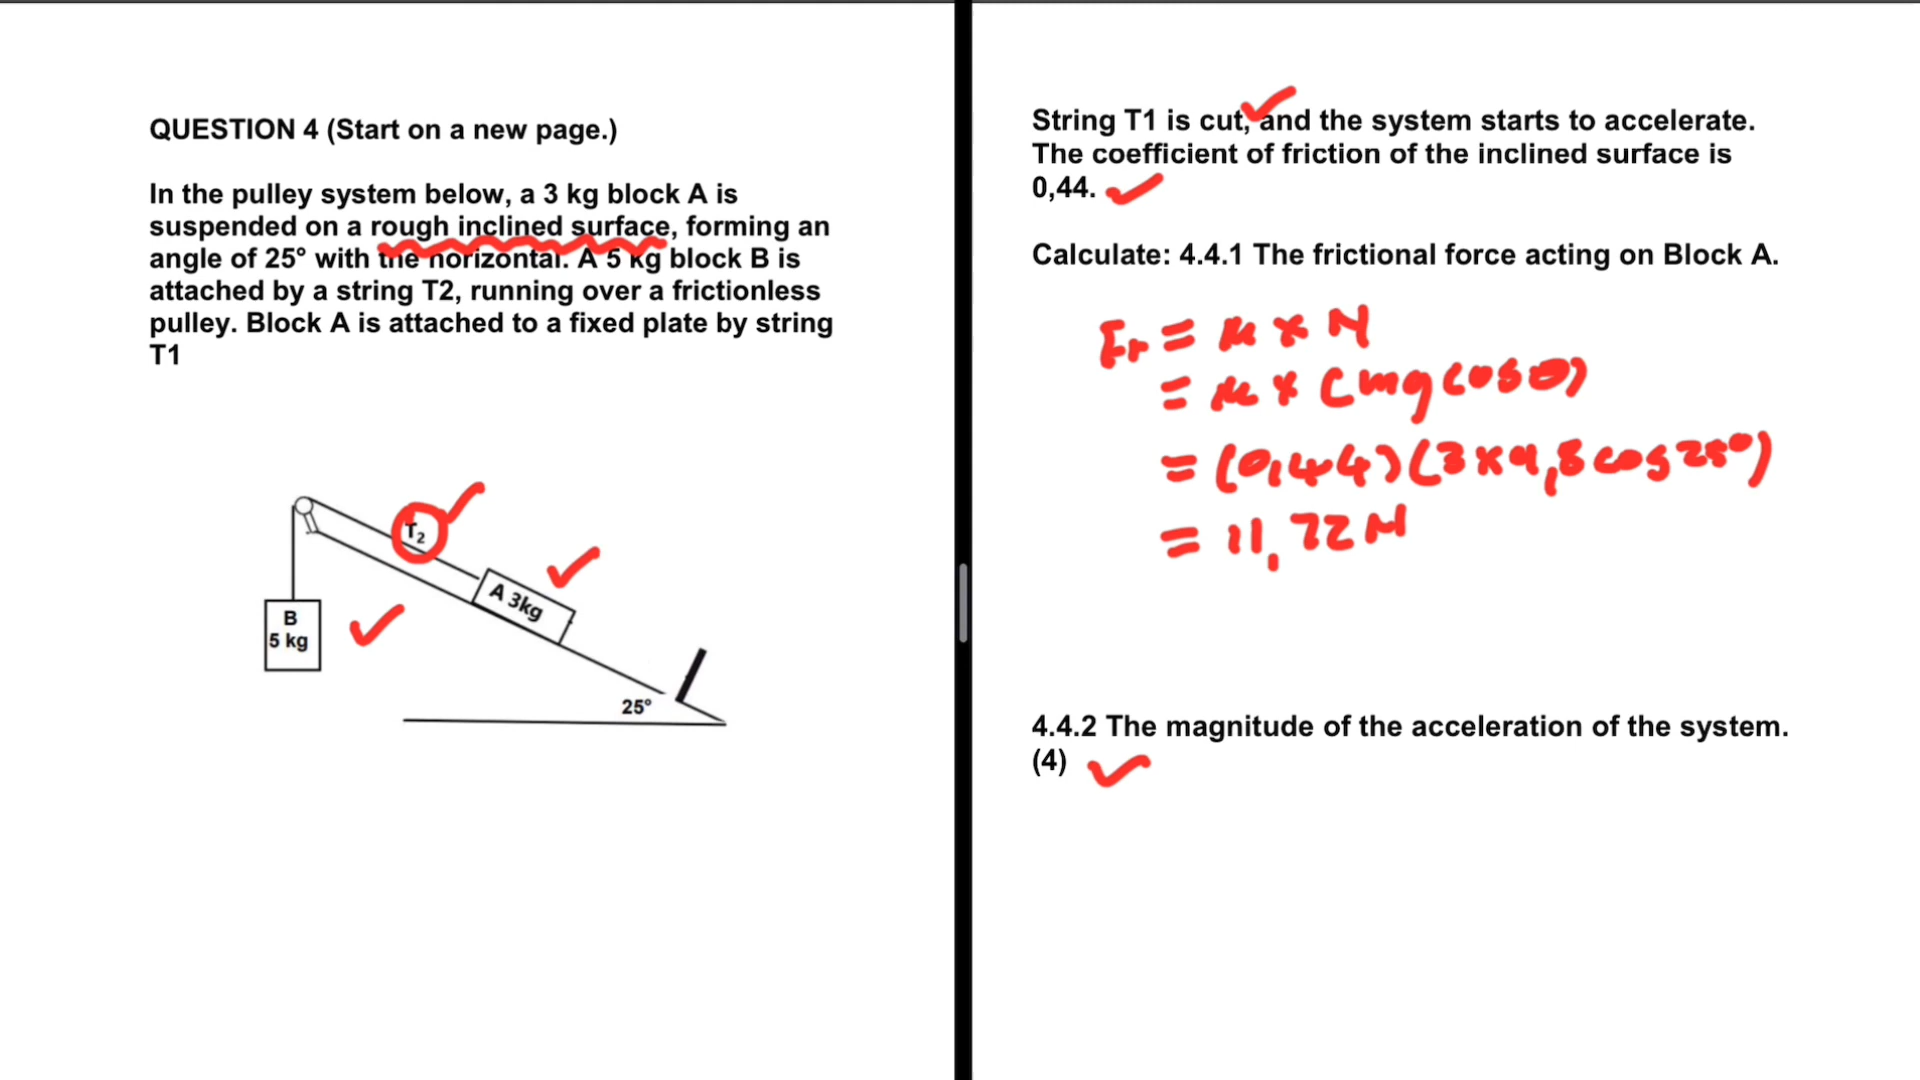 QUESTION 4 (Start on a new page.)
In the pulley system below, a 3 kg block A is
suspended on a rough inclined surface, forming an
angle of 25° with the horizontal. A 5 kg block B is
attached by a string T2, running over a frictionless
pulley. Block A is attached to a fixed plate by string
T1
T₂
A 3kg
B
5 kg
25°
String T1 is cut, and the system starts to accelerate.
The coefficient of friction of the inclined surface is
0,44.
Calculate: 4.4.1 The frictional force acting on Block A.
Fr = μ × N
= μ × (mg cos θ)
= (0,44)(3×9,8 cos 25°)
= 11,72 N
4.4.2 The magnitude of the acceleration of the system.
(4)